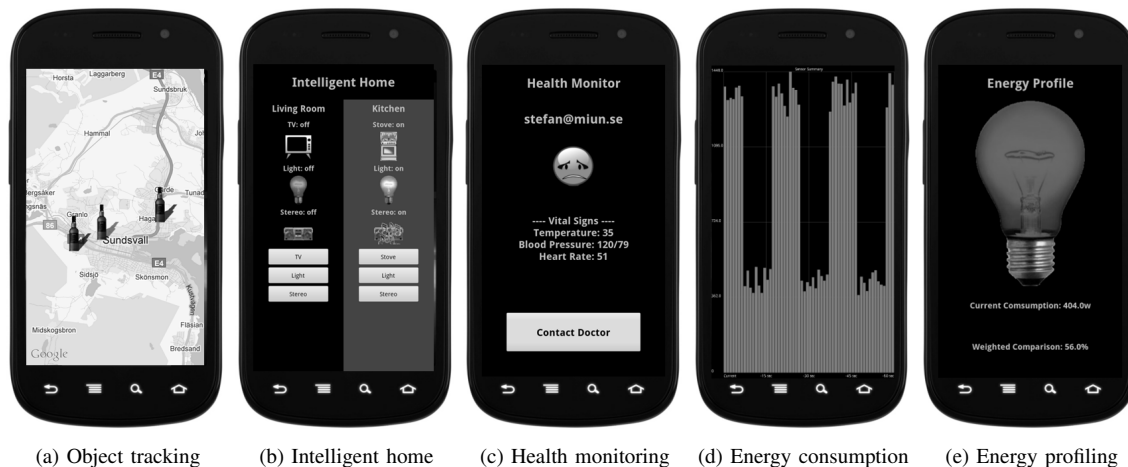 Horsta
Laggarberg
E4
Sundsbruk
Hammal
Granlo
Haga
E4
Sundsvall
Sidsjö
Skönsmon
Midskogsbron
Fläsian
Bredsand
Google
Intelligent Home
Living Room
TV: off
Light: off
Stereo: off
TV
Light
Stereo
Kitchen
Stove: on
Light: on
Stereo: on
Stove
Light
Stereo
Health Monitor
stefan@miun.se
---- Vital Signs ----
Temperature: 35
Blood Pressure: 120/79
Heart Rate: 51
Contact Doctor
Sensor Summary
Current
Energy Profile
Current Comsumption: 404.0w
Weighted Comparison: 56.0%
(a) Object tracking
(b) Intelligent home
(c) Health monitoring
(d) Energy consumption
(e) Energy profiling